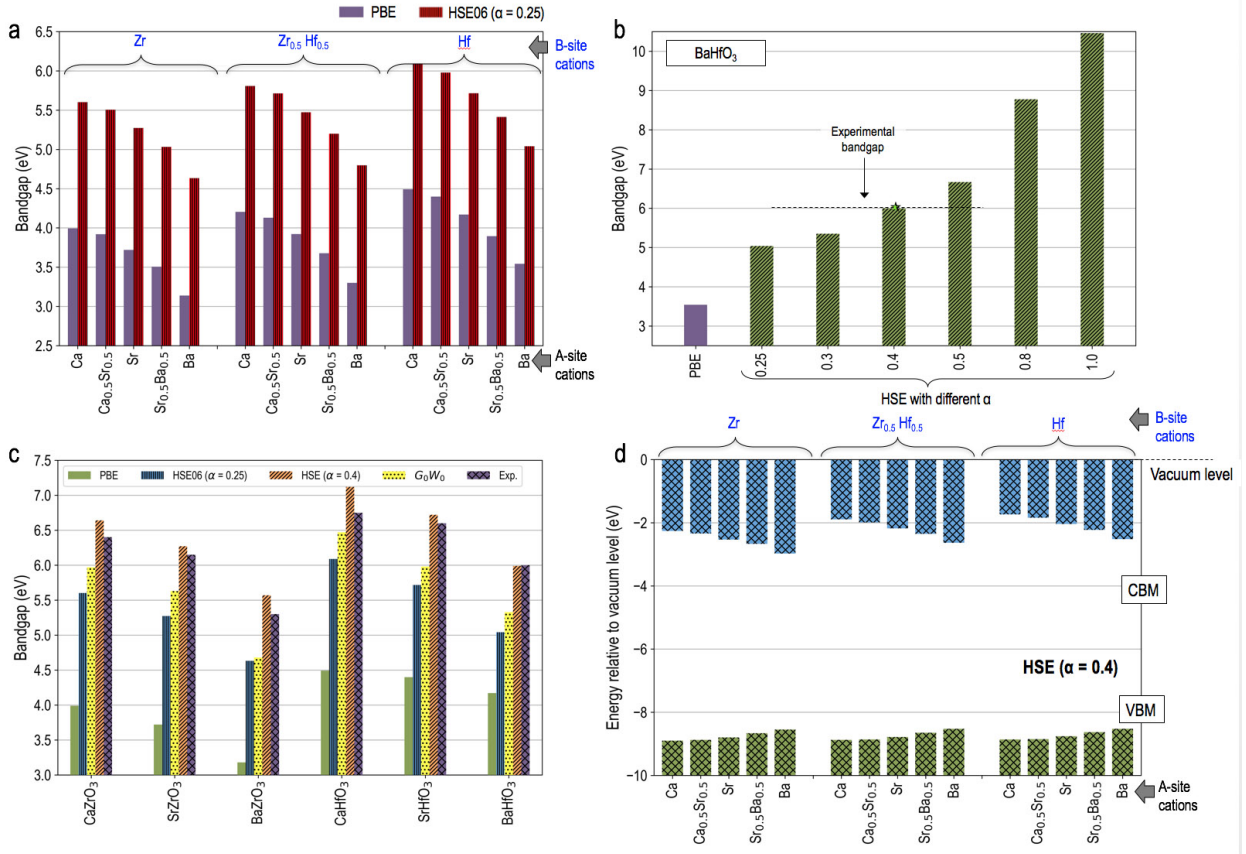 PBE HSE06 (α = 0.25)
a
Zr
Zr0.5 Hf0.5
Hf
B-site
cations
6.5
6.0
5.5
5.0
4.5
4.0
3.5
3.0
2.5
Bandgap (eV)
Ca
Ca0.5Sr0.5
Sr
Sr0.5Ba0.5
Ba
Ca
Ca0.5Sr0.5
Sr
Sr0.5Ba0.5
Ba
Ca
Ca0.5Sr0.5
Sr
Sr0.5Ba0.5
Ba
A-site
cations
b
BaHfO3
Experimental
bandgap
10
9
8
7
6
5
4
3
Bandgap (eV)
PBE
0.25
0.3
0.4
0.5
0.8
1.0
HSE with different α
c
PBE HSE06 (α = 0.25) HSE (α = 0.4) G0W0 Exp.
7.5
7.0
6.5
6.0
5.5
5.0
4.5
4.0
3.5
3.0
Bandgap (eV)
CaZrO3
SrZrO3
BaZrO3
CaHfO3
SrHfO3
BaHfO3
d
Zr
Zr0.5 Hf0.5
Hf
B-site
cations
0
−2
−4
−6
−8
−10
Energy relative to vacuum level (eV)
Vacuum level
CBM
HSE (α = 0.4)
VBM
Ca
Ca0.5Sr0.5
Sr
Sr0.5Ba0.5
Ba
Ca
Ca0.5Sr0.5
Sr
Sr0.5Ba0.5
Ba
Ca
Ca0.5Sr0.5
Sr
Sr0.5Ba0.5
Ba
A-site
cations